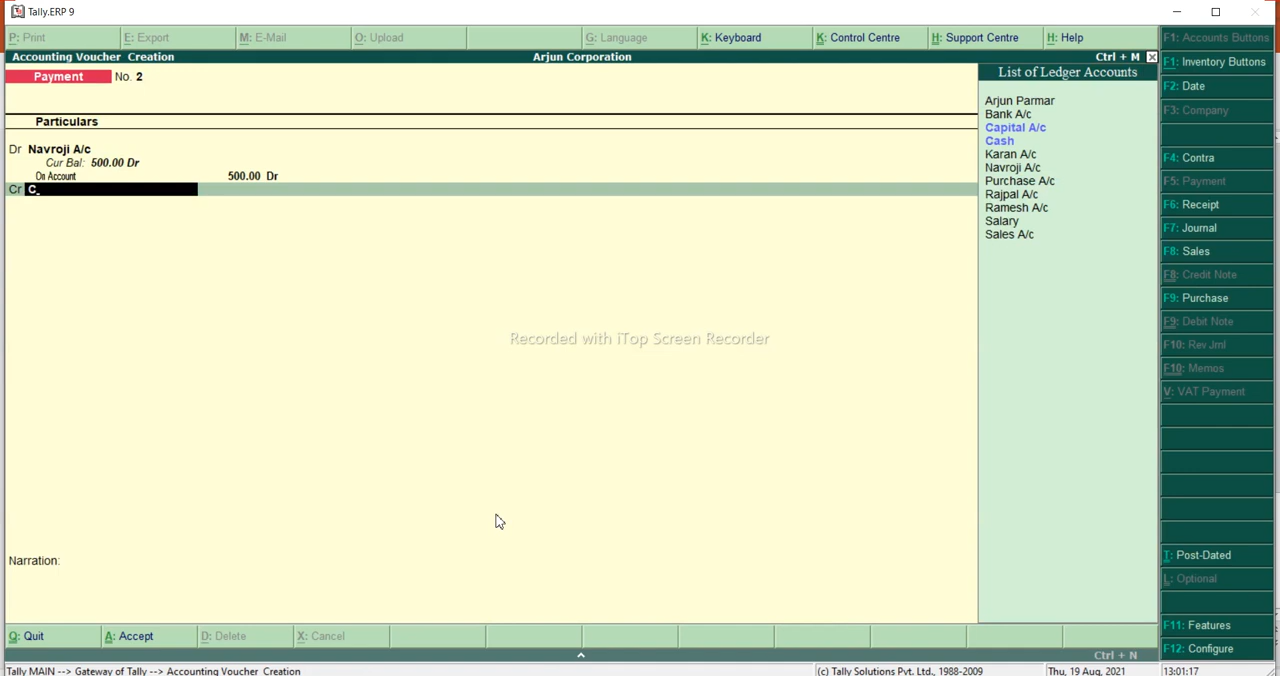 Tally.ERP 9
P: Print E: Export M: E-Mail O: Upload G: Language K: Keyboard K: Control Centre H: Support Centre H: Help
Accounting Voucher Creation Arjun Corporation Ctrl + M
Payment No. 2
Particulars
Dr Navroji A/c
Cur Bal: 500.00 Dr
On Account 500.00 Dr
Cr C
Recorded with iTop Screen Recorder
Narration:
List of Ledger Accounts
Arjun Parmar
Bank A/c
Capital A/c
Cash
Karan A/c
Navroji A/c
Purchase A/c
Rajpal A/c
Ramesh A/c
Salary
Sales A/c
F1: Accounts Buttons
F1: Inventory Buttons
F2: Date
F3: Company
F4: Contra
F5: Payment
F6: Receipt
F7: Journal
F8: Sales
F8: Credit Note
F9: Purchase
F9: Debit Note
F10: Rev Jrnl
F10: Memos
V: VAT Payment
T: Post-Dated
L: Optional
F11: Features
F12: Configure
Q: Quit A: Accept D: Delete X: Cancel
Ctrl + N
Tally MAIN --> Gateway of Tally --> Accounting Voucher Creation (c) Tally Solutions Pvt. Ltd., 1988-2009 Thu, 19 Aug, 2021 13:01:17